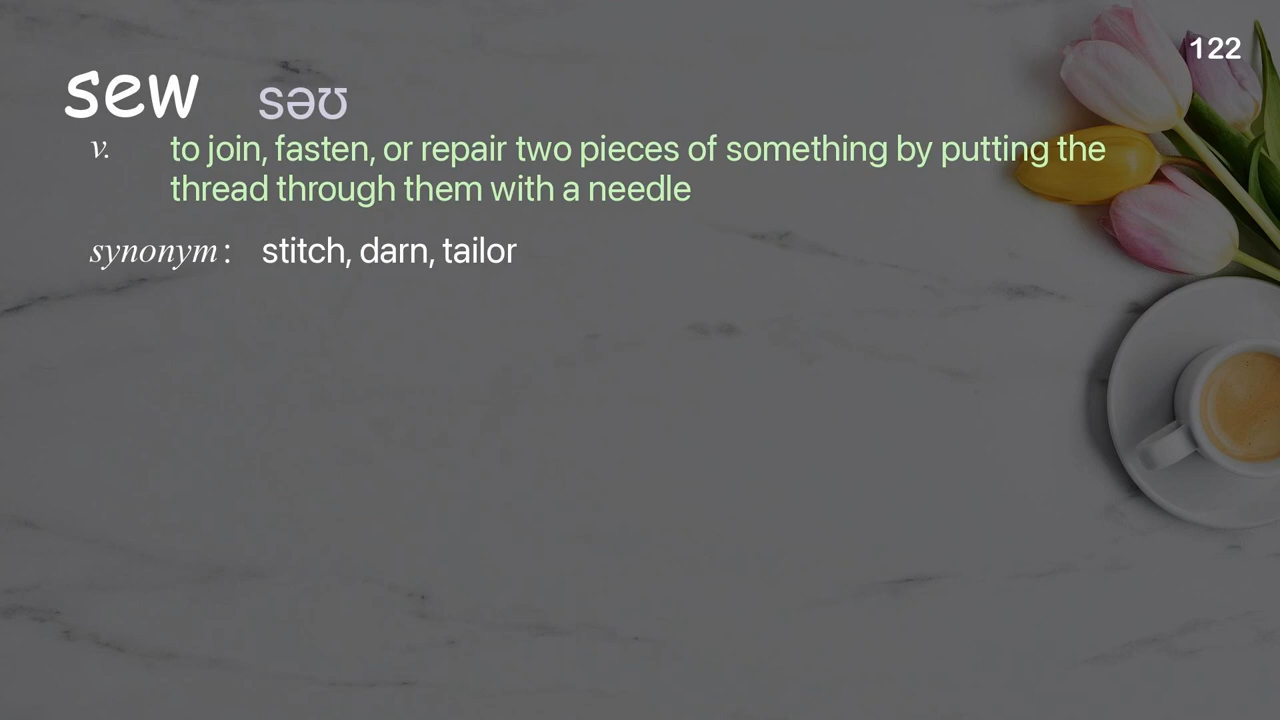 122
sew səʊ
v. to join, fasten, or repair two pieces of something by putting the
thread through them with a needle
synonym : stitch, darn, tailor